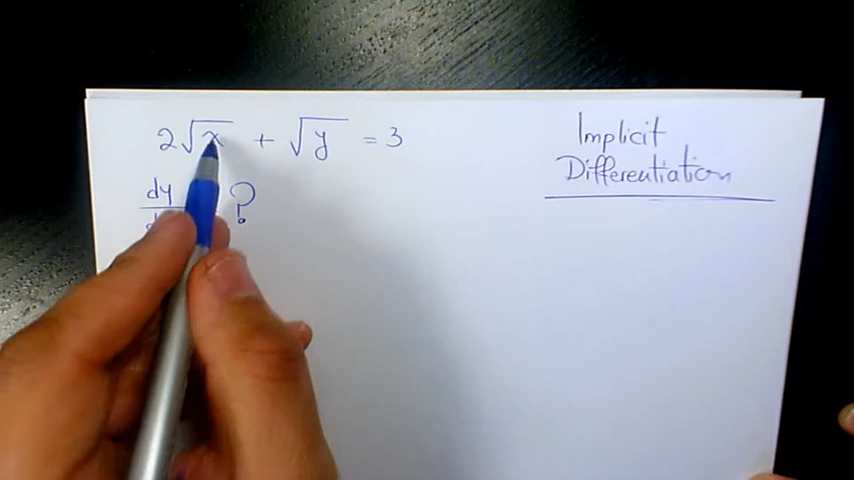 2√x + √y = 3
Implicit
Differentiation
dy
?